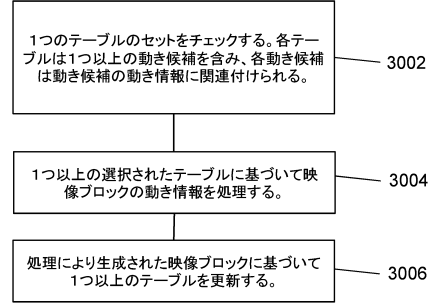 1つのテーブルのセットをチェックする。各テー
ブルは1つ以上の動き候補を含み、各動き候補
は動き候補の動き情報に関連付けられる。
3002
1つ以上の選択されたテーブルに基づいて映
像ブロックの動き情報を処理する。
3004
処理により生成された映像ブロックに基づいて
1つ以上のテーブルを更新する。
3006